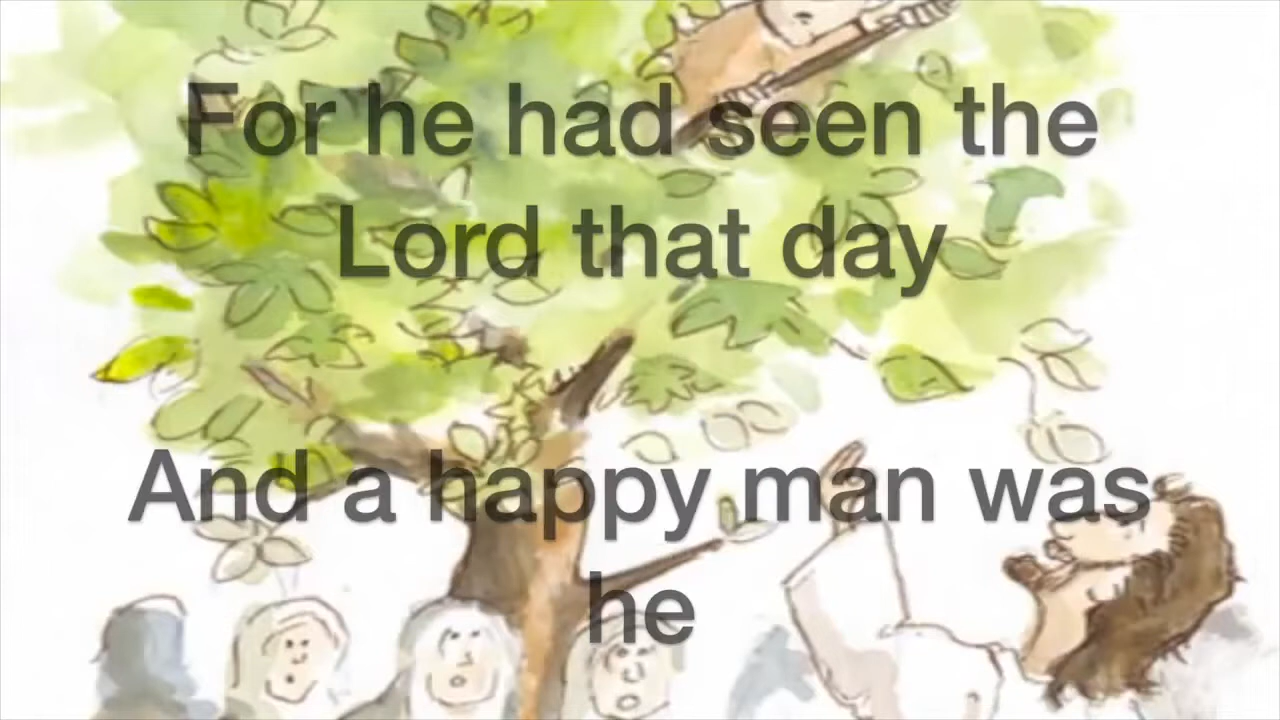 For he had seen the
Lord that day
And a happy man was
he